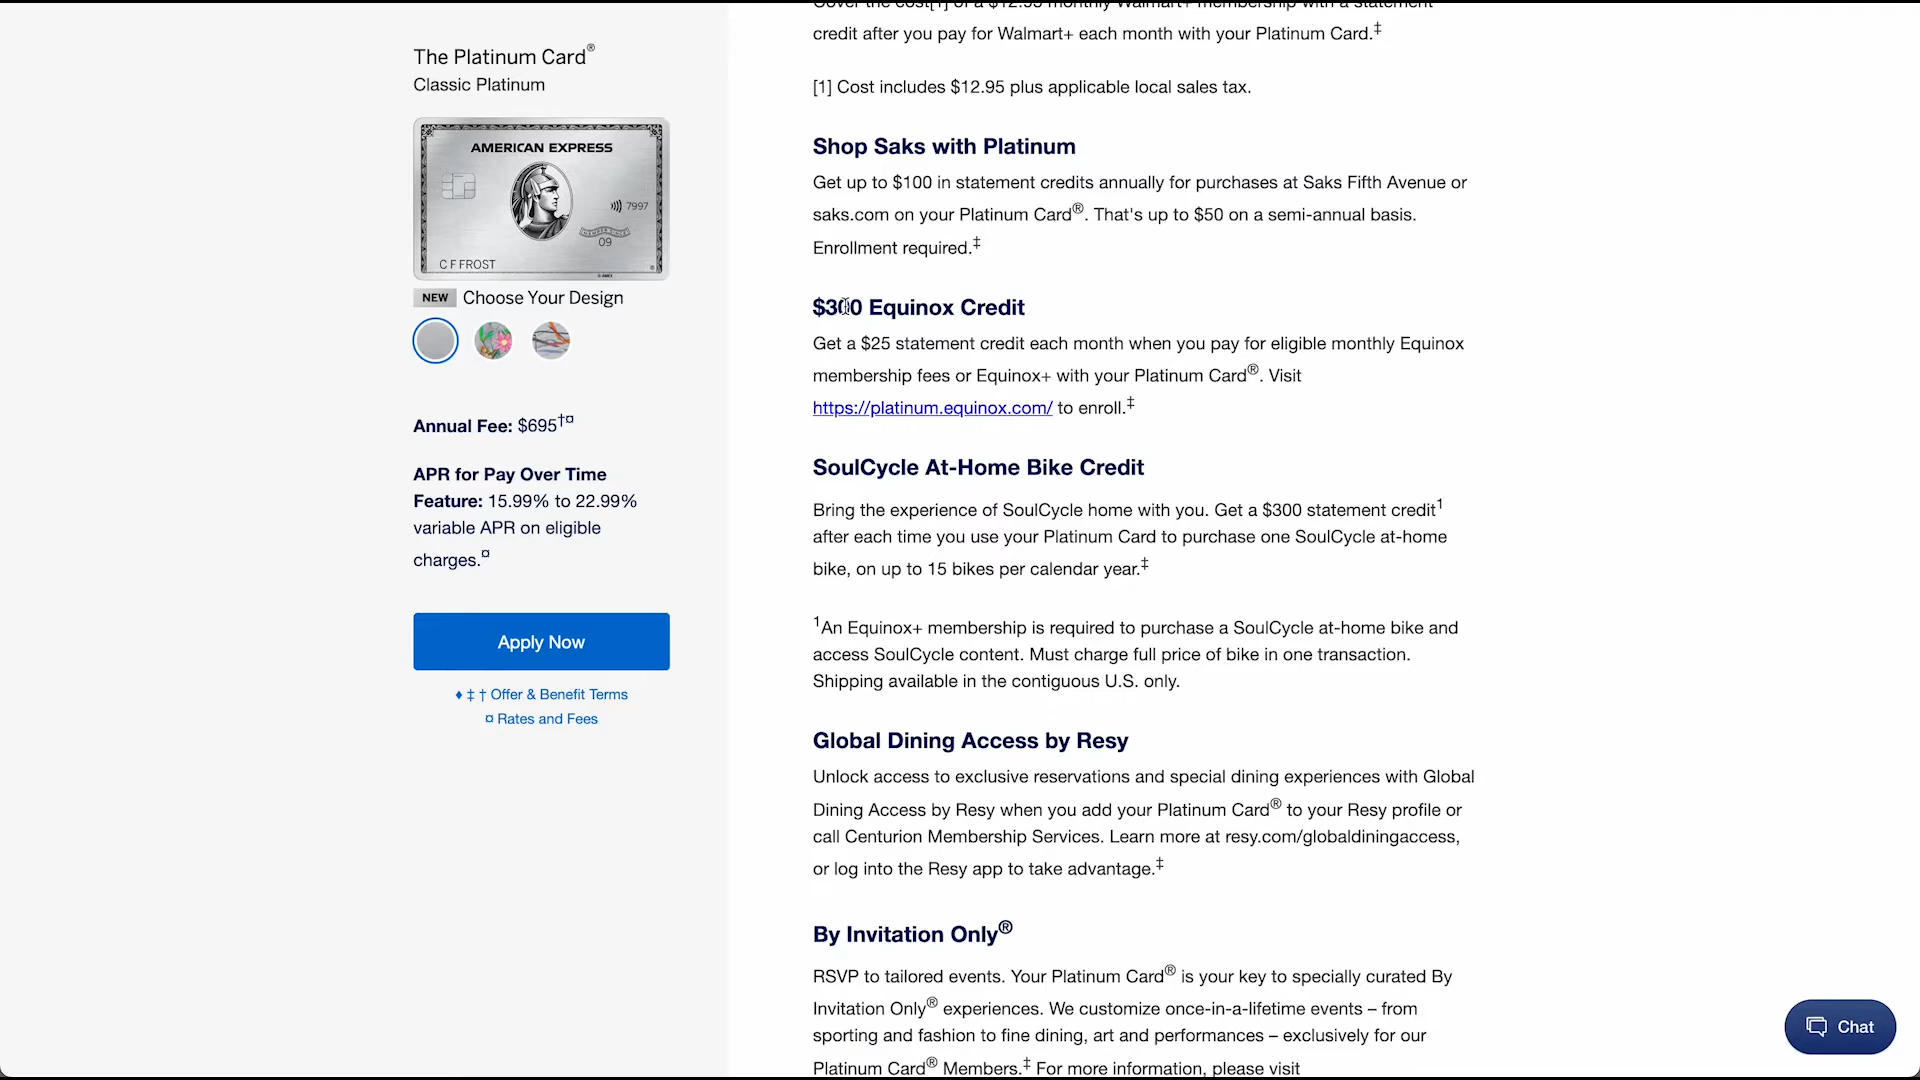 The Platinum Card®
Classic Platinum
AMERICAN EXPRESS
7997
MEMBER SINCE
09
C F FROST
® AMEX
NEW Choose Your Design
Annual Fee: $695†¤
APR for Pay Over Time
Feature: 15.99% to 22.99%
variable APR on eligible
charges.¤
Apply Now
♦ ‡ † Offer & Benefit Terms
¤ Rates and Fees
Cover the cost[1] of a $12.95 monthly Walmart+ membership with a statement
credit after you pay for Walmart+ each month with your Platinum Card.‡
[1] Cost includes $12.95 plus applicable local sales tax.
Shop Saks with Platinum
Get up to $100 in statement credits annually for purchases at Saks Fifth Avenue or
saks.com on your Platinum Card®. That's up to $50 on a semi-annual basis.
Enrollment required.‡
$300 Equinox Credit
Get a $25 statement credit each month when you pay for eligible monthly Equinox
membership fees or Equinox+ with your Platinum Card®. Visit
https://platinum.equinox.com/ to enroll.‡
SoulCycle At-Home Bike Credit
Bring the experience of SoulCycle home with you. Get a $300 statement credit¹
after each time you use your Platinum Card to purchase one SoulCycle at-home
bike, on up to 15 bikes per calendar year.‡
¹An Equinox+ membership is required to purchase a SoulCycle at-home bike and
access SoulCycle content. Must charge full price of bike in one transaction.
Shipping available in the contiguous U.S. only.
Global Dining Access by Resy
Unlock access to exclusive reservations and special dining experiences with Global
Dining Access by Resy when you add your Platinum Card® to your Resy profile or
call Centurion Membership Services. Learn more at resy.com/globaldiningaccess,
or log into the Resy app to take advantage.‡
By Invitation Only®
RSVP to tailored events. Your Platinum Card® is your key to specially curated By
Invitation Only® experiences. We customize once-in-a-lifetime events – from
sporting and fashion to fine dining, art and performances – exclusively for our
Platinum Card® Members.‡ For more information, please visit
Chat